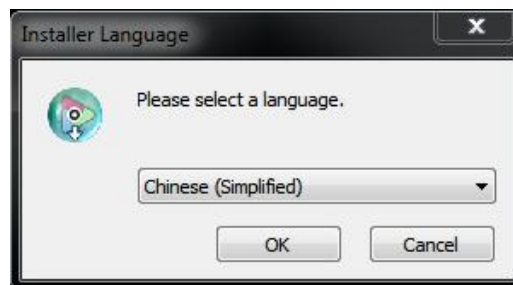 Installer Language
Please select a language.
Chinese (Simplified)
OK
Cancel